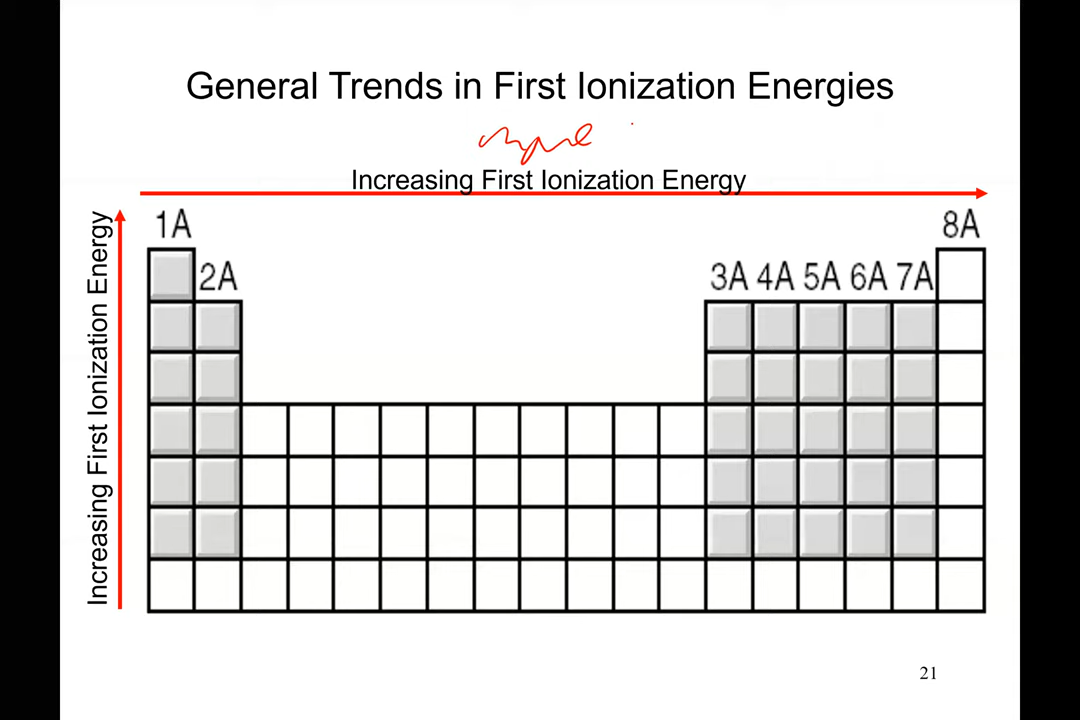 General Trends in First Ionization Energies
Increasing First Ionization Energy
Increasing First Ionization Energy
1A
8A
2A
3A 4A 5A 6A 7A
21